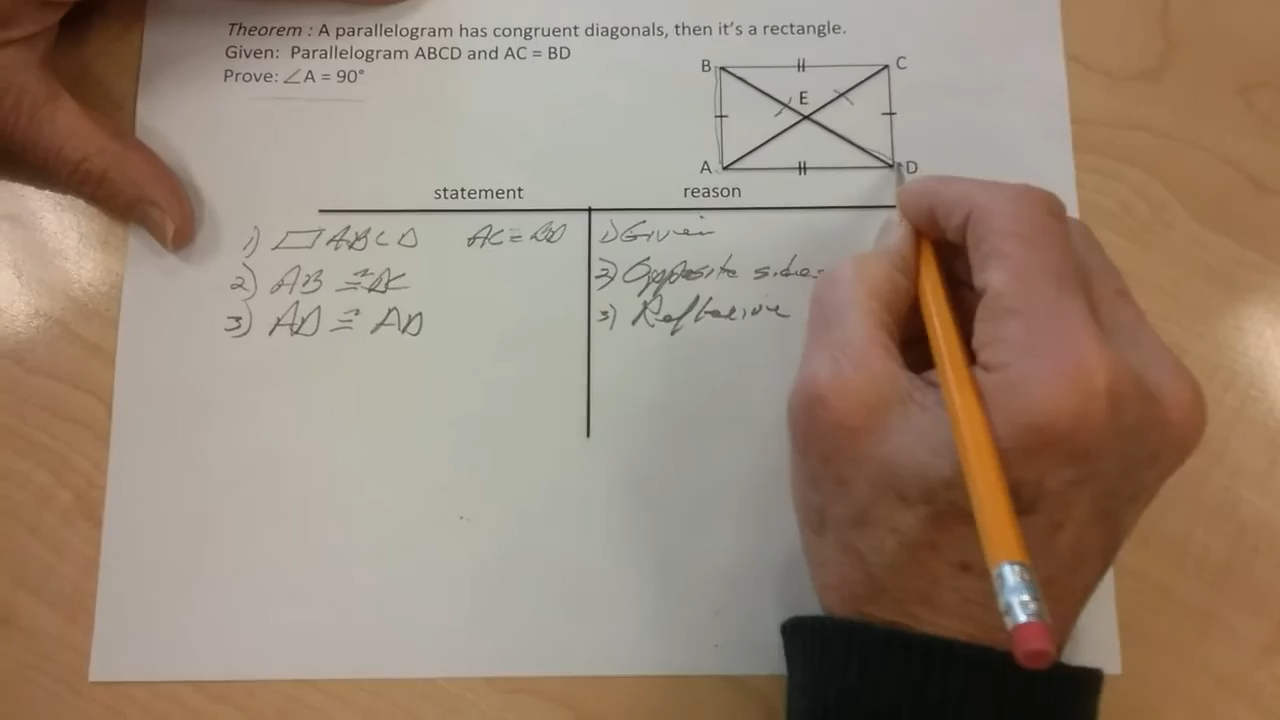 Theorem : A parallelogram has congruent diagonals, then it's a rectangle.
Given: Parallelogram ABCD and AC = BD
Prove: ∠A = 90°
B
C
E
A
D
statement
reason
1) ▱ABCD AC = BD
1) Given
2) AB ≅ DC
2) Opposite sides
3) AD ≅ AD
3) Reflexive